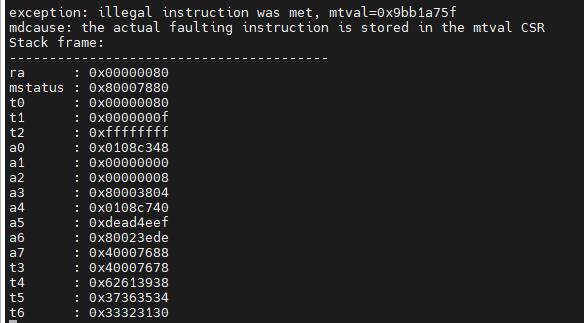 exception: illegal instruction was met, mtval=0x9bb1a75f
mdcause: the actual faulting instruction is stored in the mtval CSR
Stack frame:
----------------------------------------
ra      : 0x00000080
mstatus : 0x80007880
t0      : 0x00000080
t1      : 0x0000000f
t2      : 0xffffffff
a0      : 0x0108c348
a1      : 0x00000000
a2      : 0x00000008
a3      : 0x80003804
a4      : 0x0108c740
a5      : 0xdead4eef
a6      : 0x80023ede
a7      : 0x40007688
t3      : 0x40007678
t4      : 0x62613938
t5      : 0x37363534
t6      : 0x33323130